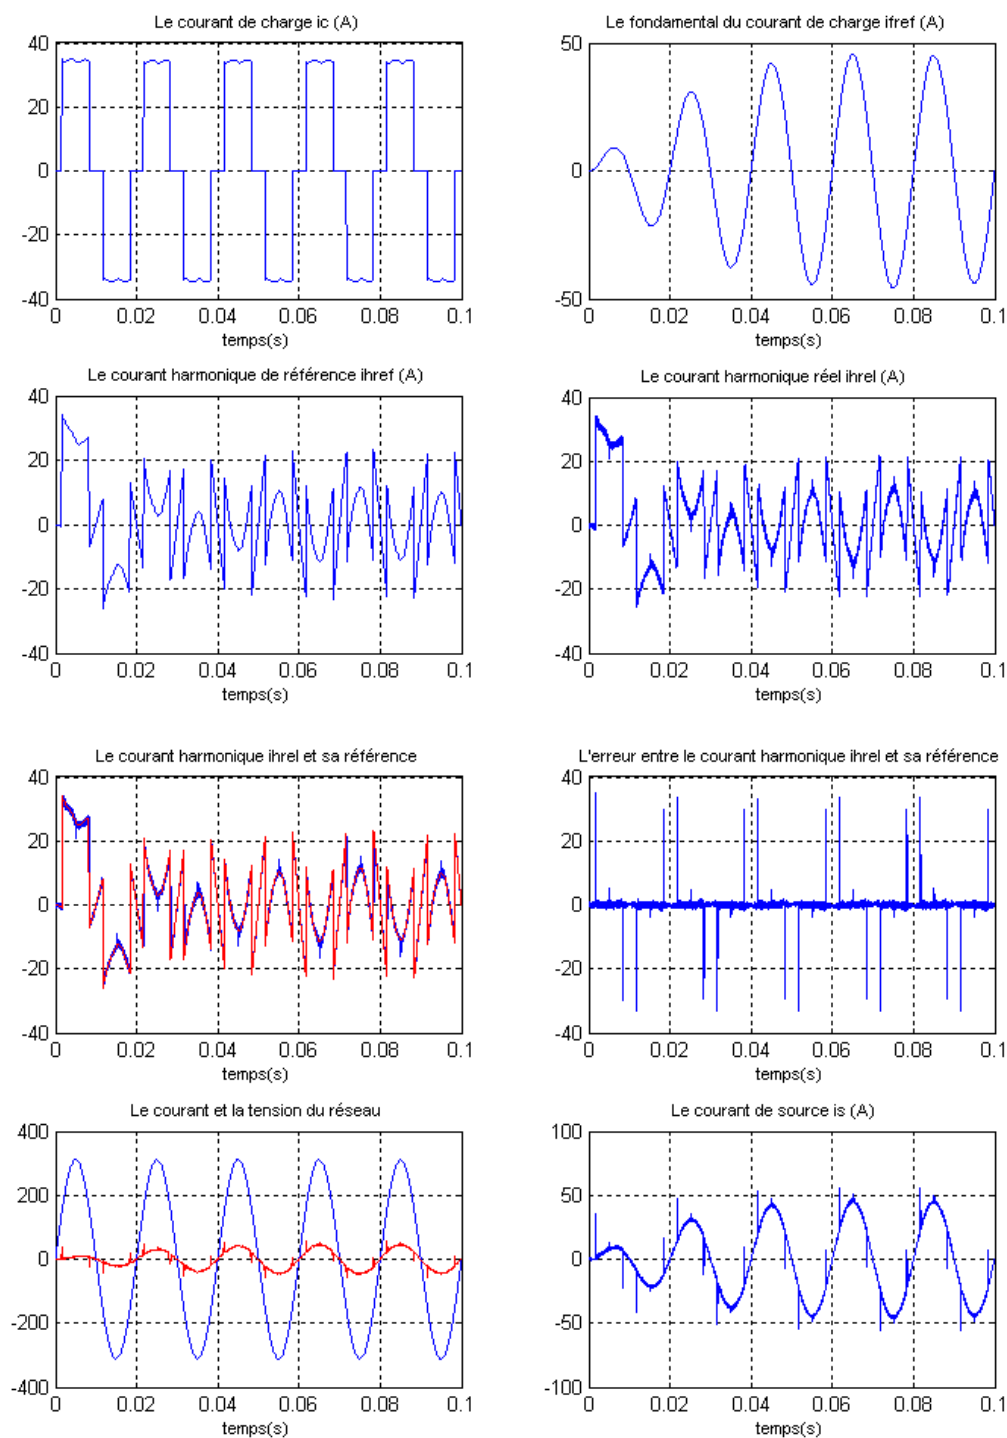 Le courant de charge ic (A)
40
20
0
-20
-40
0 0.02 0.04 0.06 0.08 0.1
temps(s)
Le fondamental du courant de charge ifref (A)
50
0
-50
0 0.02 0.04 0.06 0.08 0.1
temps(s)
Le courant harmonique de référence ihref (A)
40
20
0
-20
-40
0 0.02 0.04 0.06 0.08 0.1
temps(s)
Le courant harmonique réel ihrel (A)
40
20
0
-20
-40
0 0.02 0.04 0.06 0.08 0.1
temps(s)
Le courant harmonique ihrel et sa référence
40
20
0
-20
-40
0 0.02 0.04 0.06 0.08 0.1
temps(s)
L'erreur entre le courant harmonique ihrel et sa référence
40
20
0
-20
-40
0 0.02 0.04 0.06 0.08 0.1
temps(s)
Le courant et la tension du réseau
400
200
0
-200
-400
0 0.02 0.04 0.06 0.08 0.1
temps(s)
Le courant de source is (A)
100
50
0
-50
-100
0 0.02 0.04 0.06 0.08 0.1
temps(s)